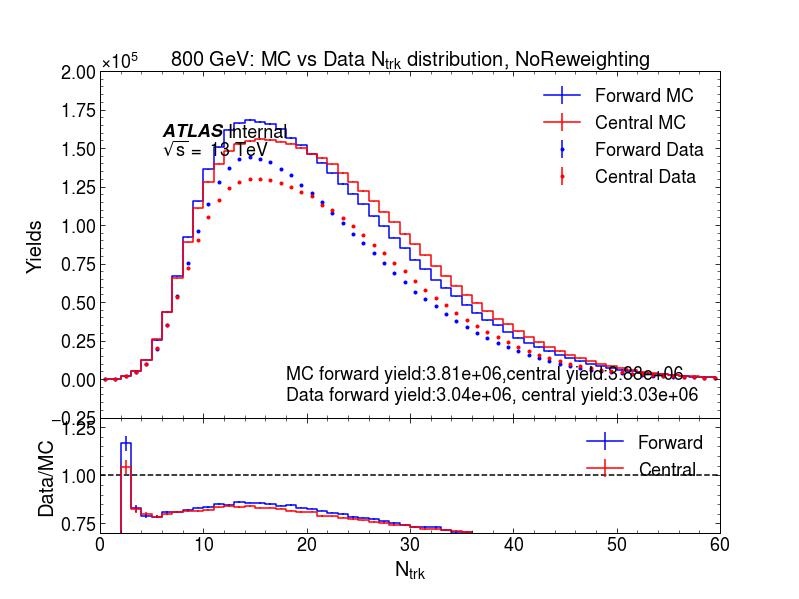 ×10⁵ 800 GeV: MC vs Data Ntrk distribution, NoReweighting
2.00
1.75
1.50
1.25
1.00
0.75
0.50
0.25
0.00
−0.25
Yields
ATLAS Internal
√s = 13 TeV
Forward MC
Central MC
Forward Data
Central Data
MC forward yield:3.81e+06,central yield:3.88e+06
Data forward yield:3.04e+06, central yield:3.03e+06
1.25
1.00
0.75
Data/MC
Forward
Central
0 10 20 30 40 50 60
Ntrk